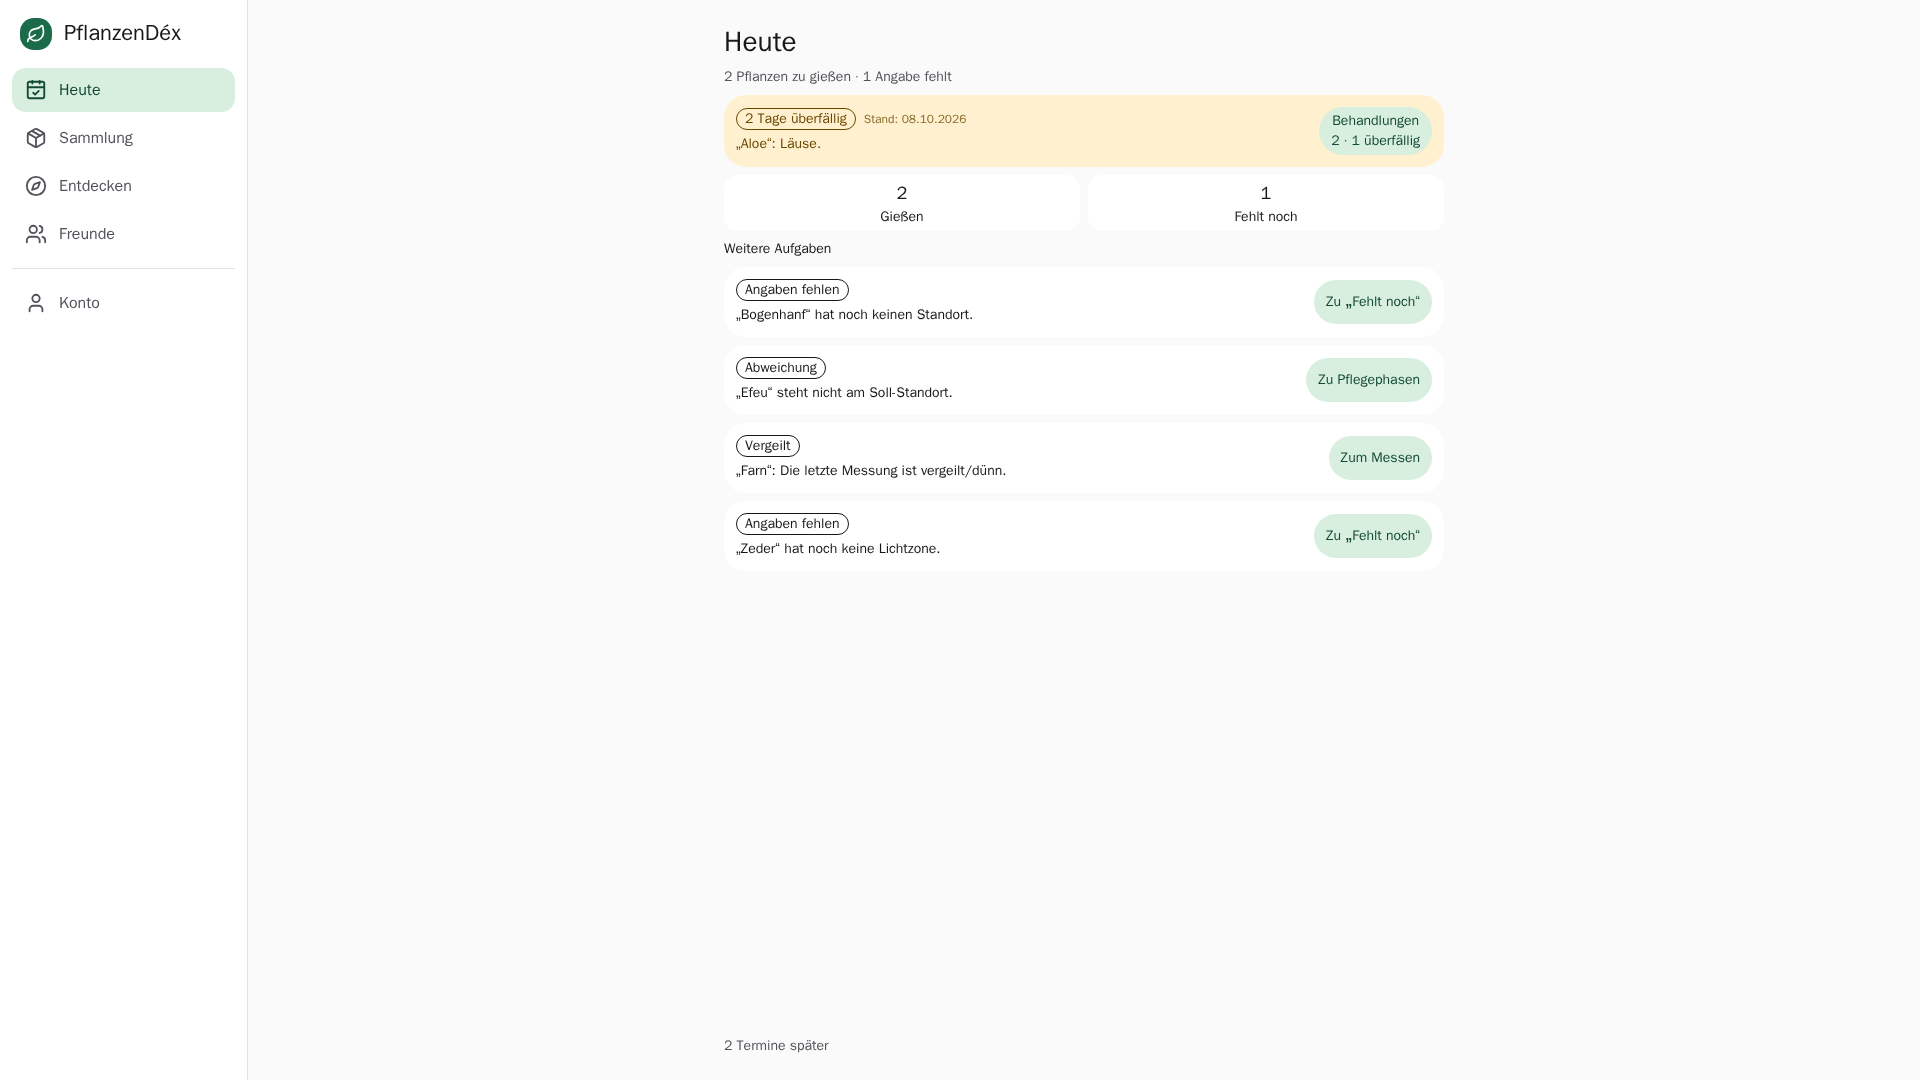 PflanzenDéx
Heute
Sammlung
Entdecken
Freunde
Konto
Heute
2 Pflanzen zu gießen · 1 Angabe fehlt
2 Tage überfällig Stand: 08.10.2026
„Aloe“: Läuse.
Behandlungen
2 · 1 überfällig
2
Gießen
1
Fehlt noch
Weitere Aufgaben
Angaben fehlen
„Bogenhanf“ hat noch keinen Standort.
Zu „Fehlt noch“
Abweichung
„Efeu“ steht nicht am Soll-Standort.
Zu Pflegephasen
Vergeilt
„Farn“: Die letzte Messung ist vergeilt/dünn.
Zum Messen
Angaben fehlen
„Zeder“ hat noch keine Lichtzone.
Zu „Fehlt noch“
2 Termine später